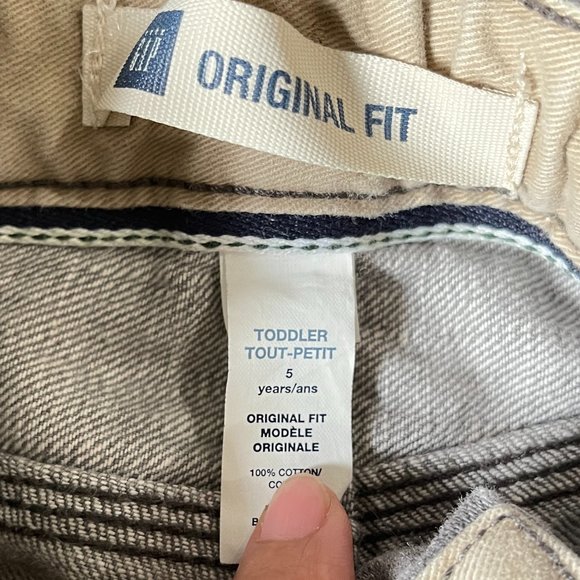 GAP
ORIGINAL FIT
TODDLER
TOUT-PETIT
5
years/ans
ORIGINAL FIT
MODÈLE
ORIGINALE
100% COTTON/